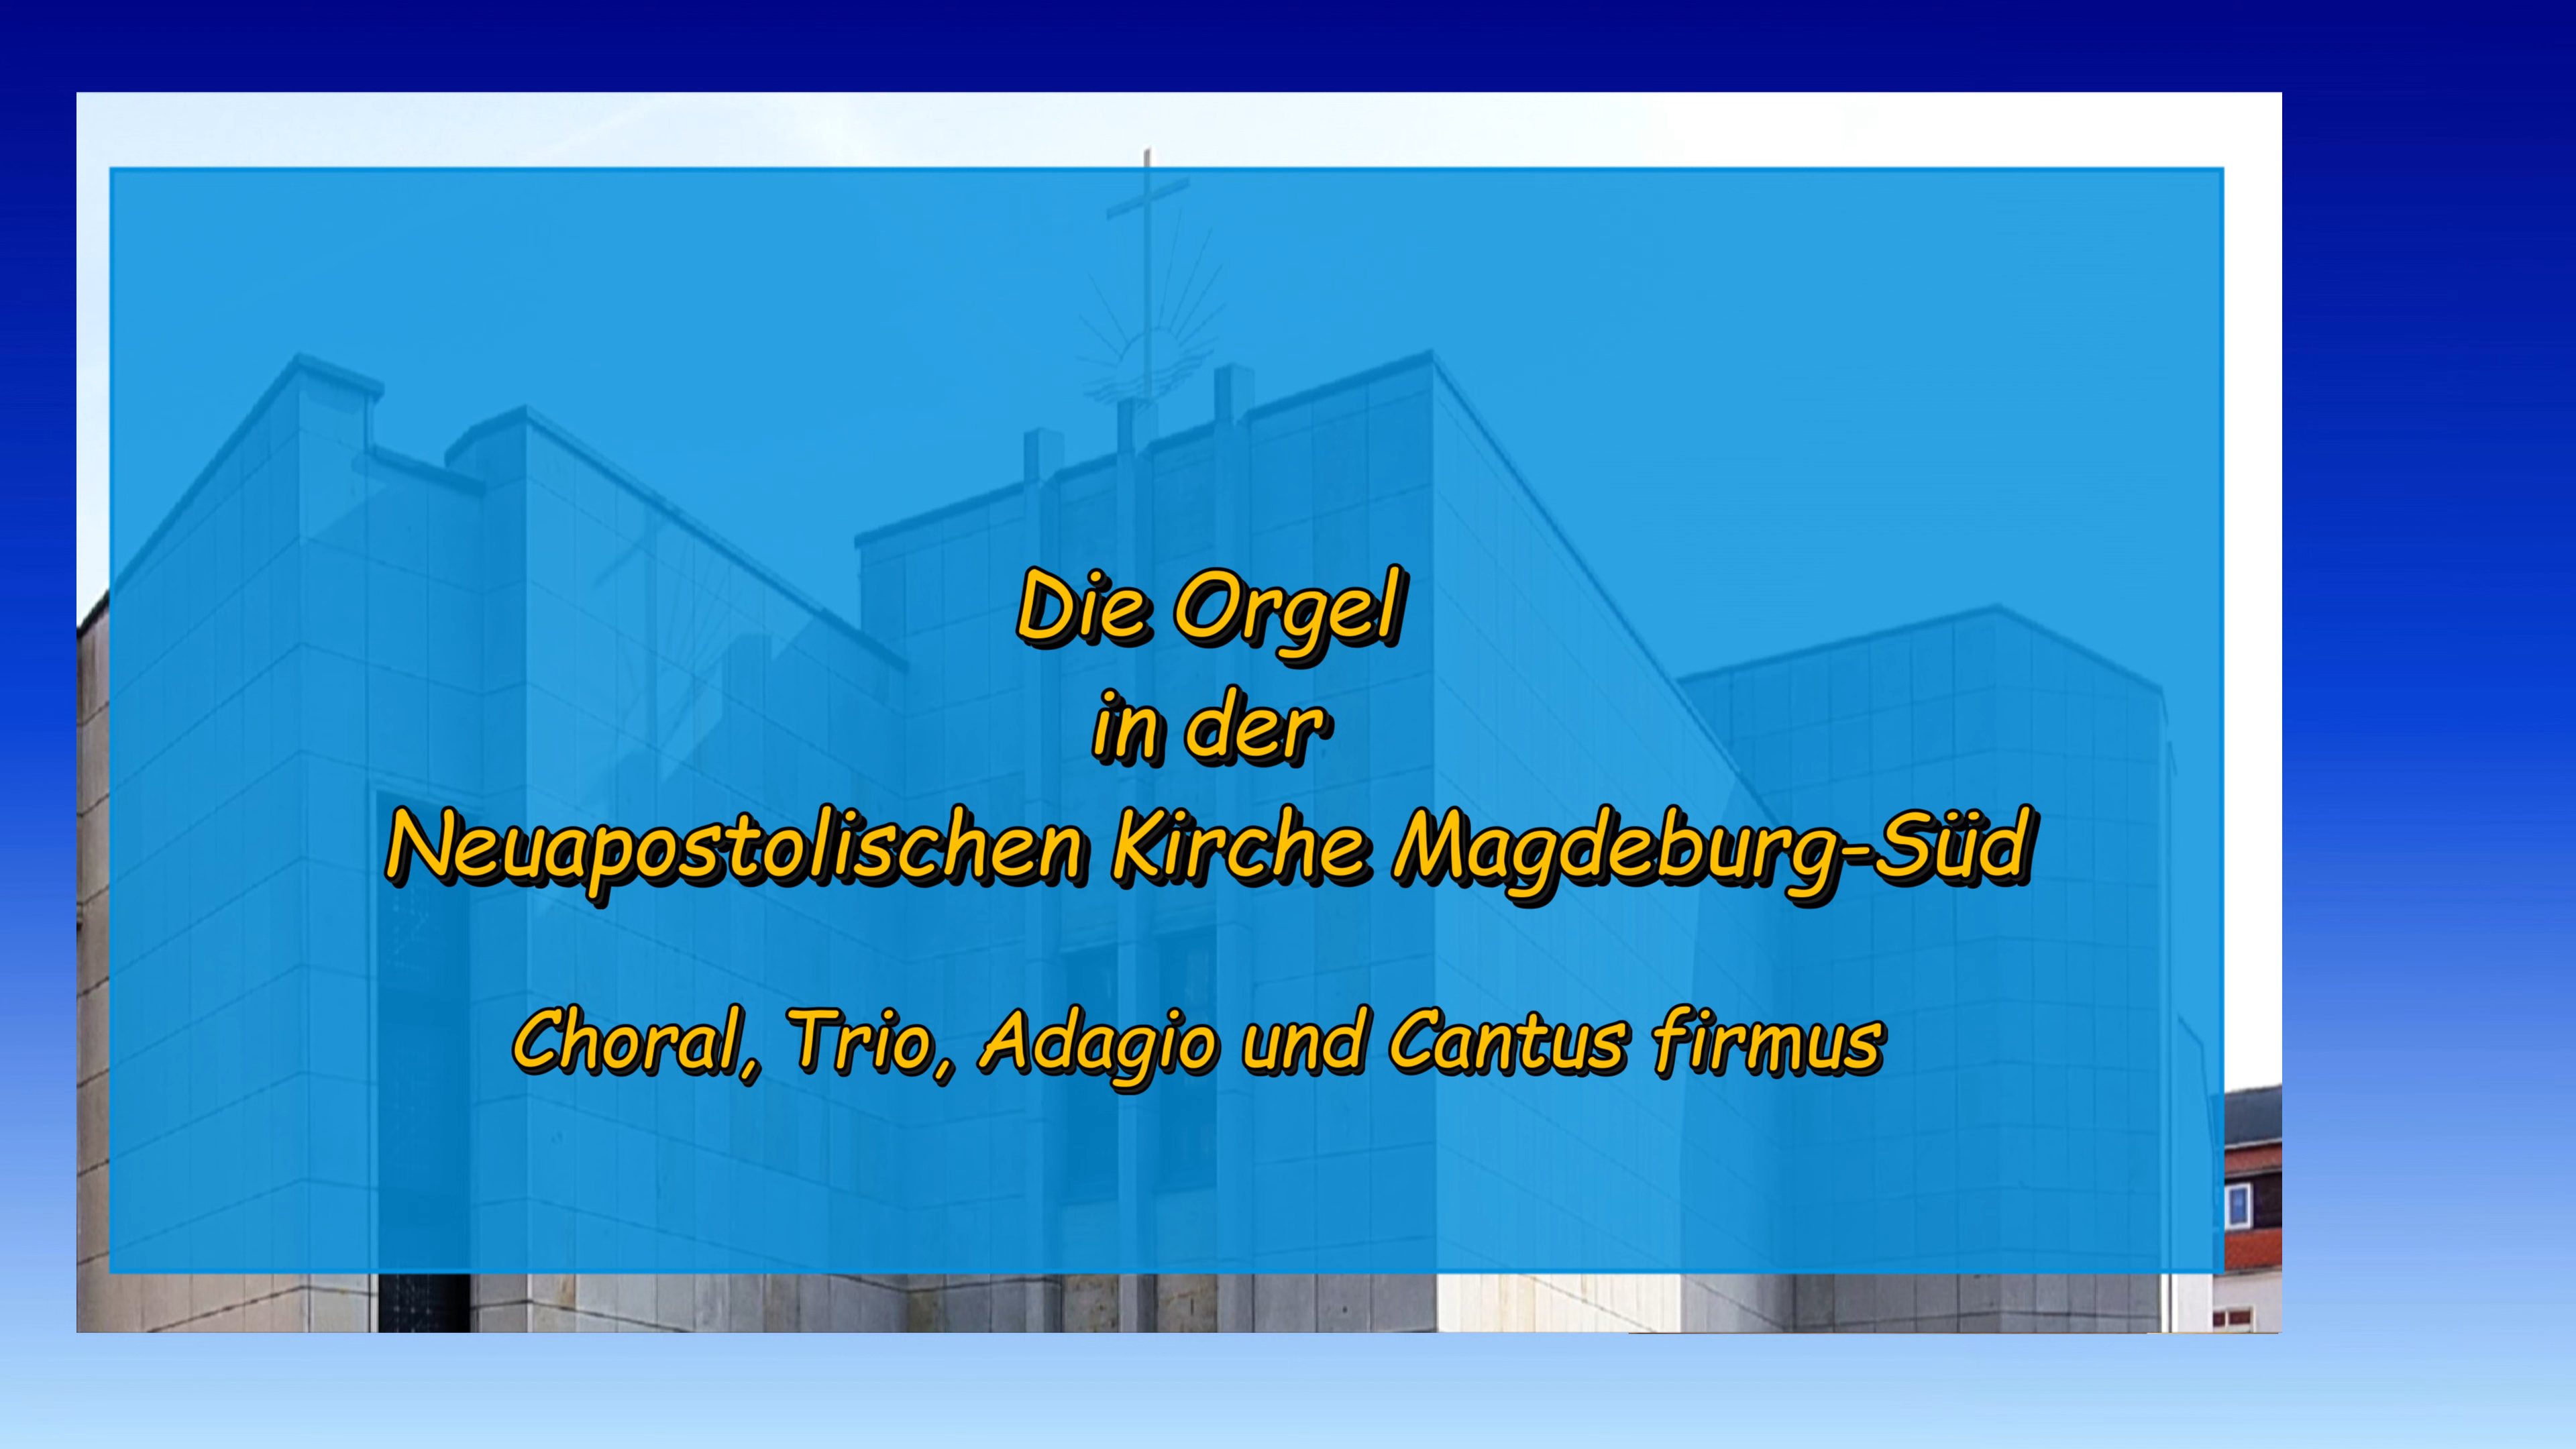 Die Orgel
in der
Neuapostolischen Kirche Magdeburg-Süd
Choral, Trio, Adagio und Cantus firmus